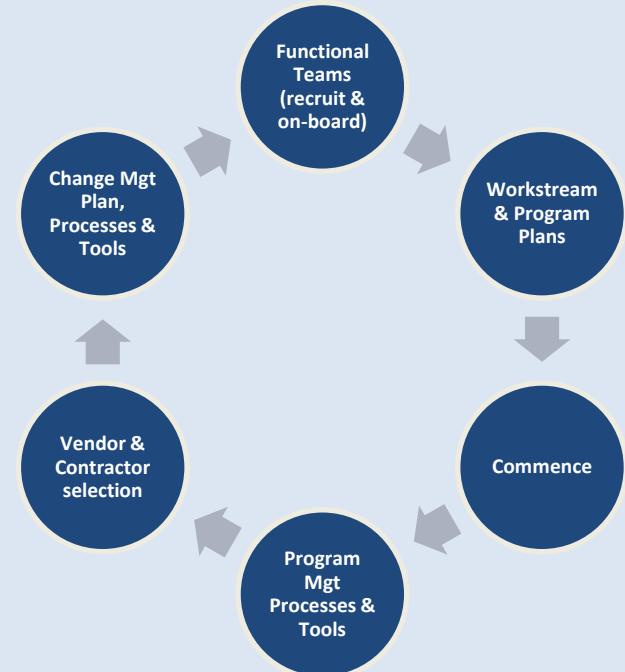 Functional
Teams
(recruit &
on-board)
Workstream
& Program
Plans
Commence
Program
Mgt
Processes &
Tools
Vendor &
Contractor
selection
Change Mgt
Plan,
Processes &
Tools